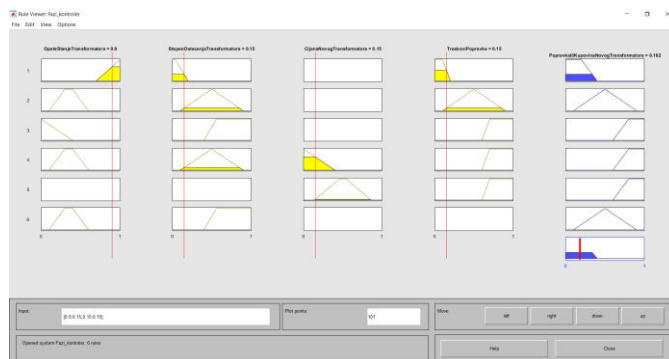 Rule Viewer: Fazi_kontroler
File Edit View Options
OpsteStanjeTransformatora = 0.9
StepenOstecenjaTransformatora = 0.15
CijenaNovogTransformatora = 0.15
TroskoviPopravke = 0.15
PopravkaIliKupovinaNovogTransformatora = 0.182
1
2
3
4
5
6
0 1
0 1
0 1
0 1
0 1
Input: [0.9;0.15;0.15;0.15]
Plot points: 101
Move: left right down up
Opened system Fazi_kontroler, 6 rules
Help Close